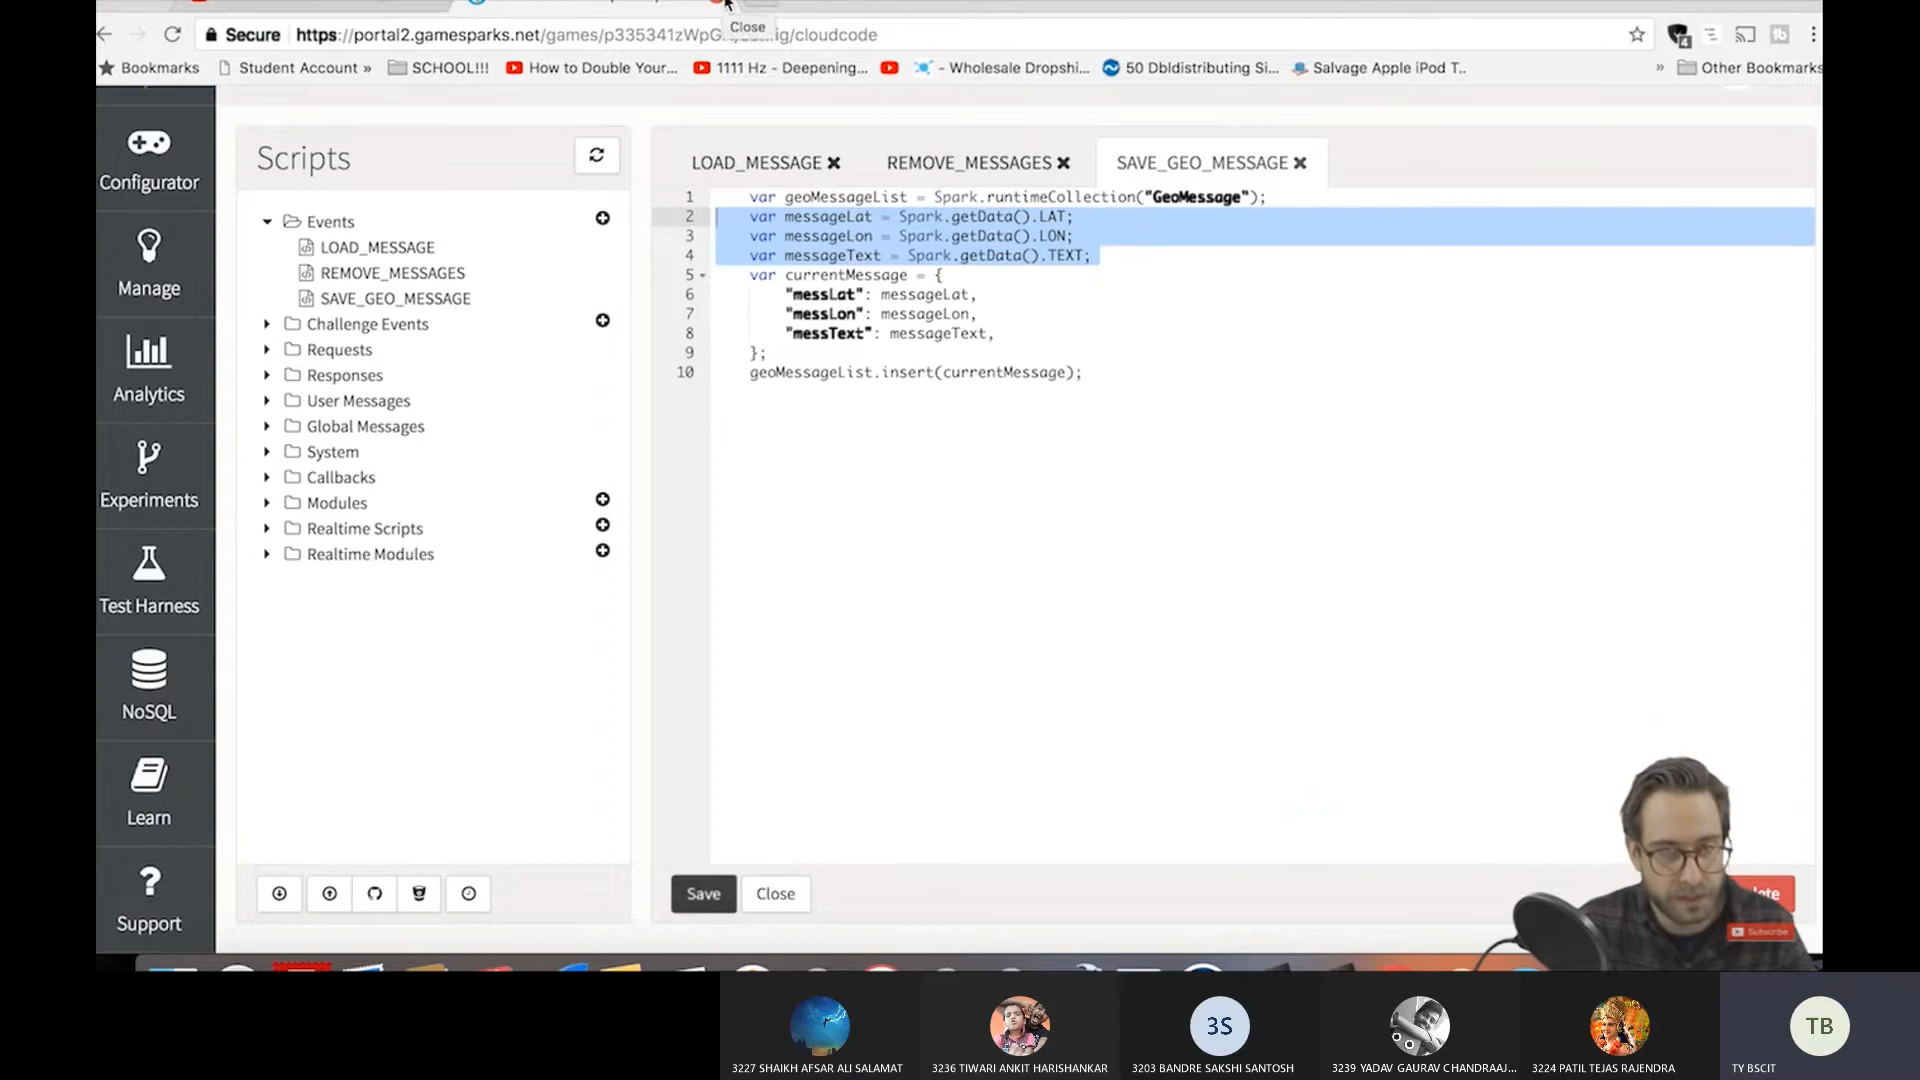 Close
Secure https://portal2.gamesparks.net/games/p335341zWpG ig/cloudcode
4
Bookmarks Student Account » SCHOOL!!! How to Double Your... 1111 Hz - Deepening... - Wholesale Dropshi... 50 Dbldistributing Si... Salvage Apple iPod T.. » Other Bookmarks
Configurator
Manage
Analytics
Experiments
Test Harness
NoSQL
Learn
Support
Scripts
Events
LOAD_MESSAGE
REMOVE_MESSAGES
SAVE_GEO_MESSAGE
Challenge Events
Requests
Responses
User Messages
Global Messages
System
Callbacks
Modules
Realtime Scripts
Realtime Modules
LOAD_MESSAGE REMOVE_MESSAGES SAVE_GEO_MESSAGE
1 var geoMessageList = Spark.runtimeCollection("GeoMessage");
2 var messageLat = Spark.getData().LAT;
3 var messageLon = Spark.getData().LON;
4 var messageText = Spark.getData().TEXT;
5 var currentMessage = {
6 "messLat": messageLat,
7 "messLon": messageLon,
8 "messText": messageText,
9 };
10 geoMessageList.insert(currentMessage);
Save Close
Subscribe
3S TB
3227 SHAIKH AFSAR ALI SALAMAT 3236 TIWARI ANKIT HARISHANKAR 3203 BANDRE SAKSHI SANTOSH 3239 YADAV GAURAV CHANDRAAJ... 3224 PATIL TEJAS RAJENDRA TY BSCIT